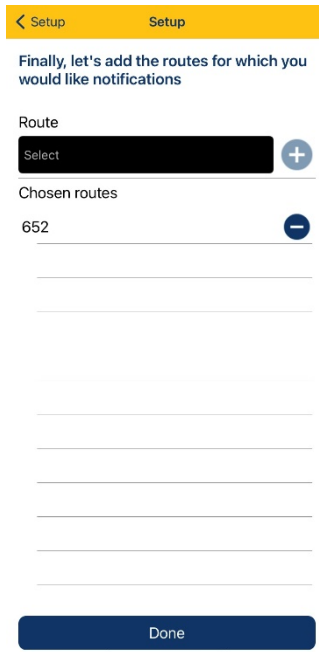 Setup
Setup
Finally, let's add the routes for which you
would like notifications
Route
Select
Chosen routes
652
Done